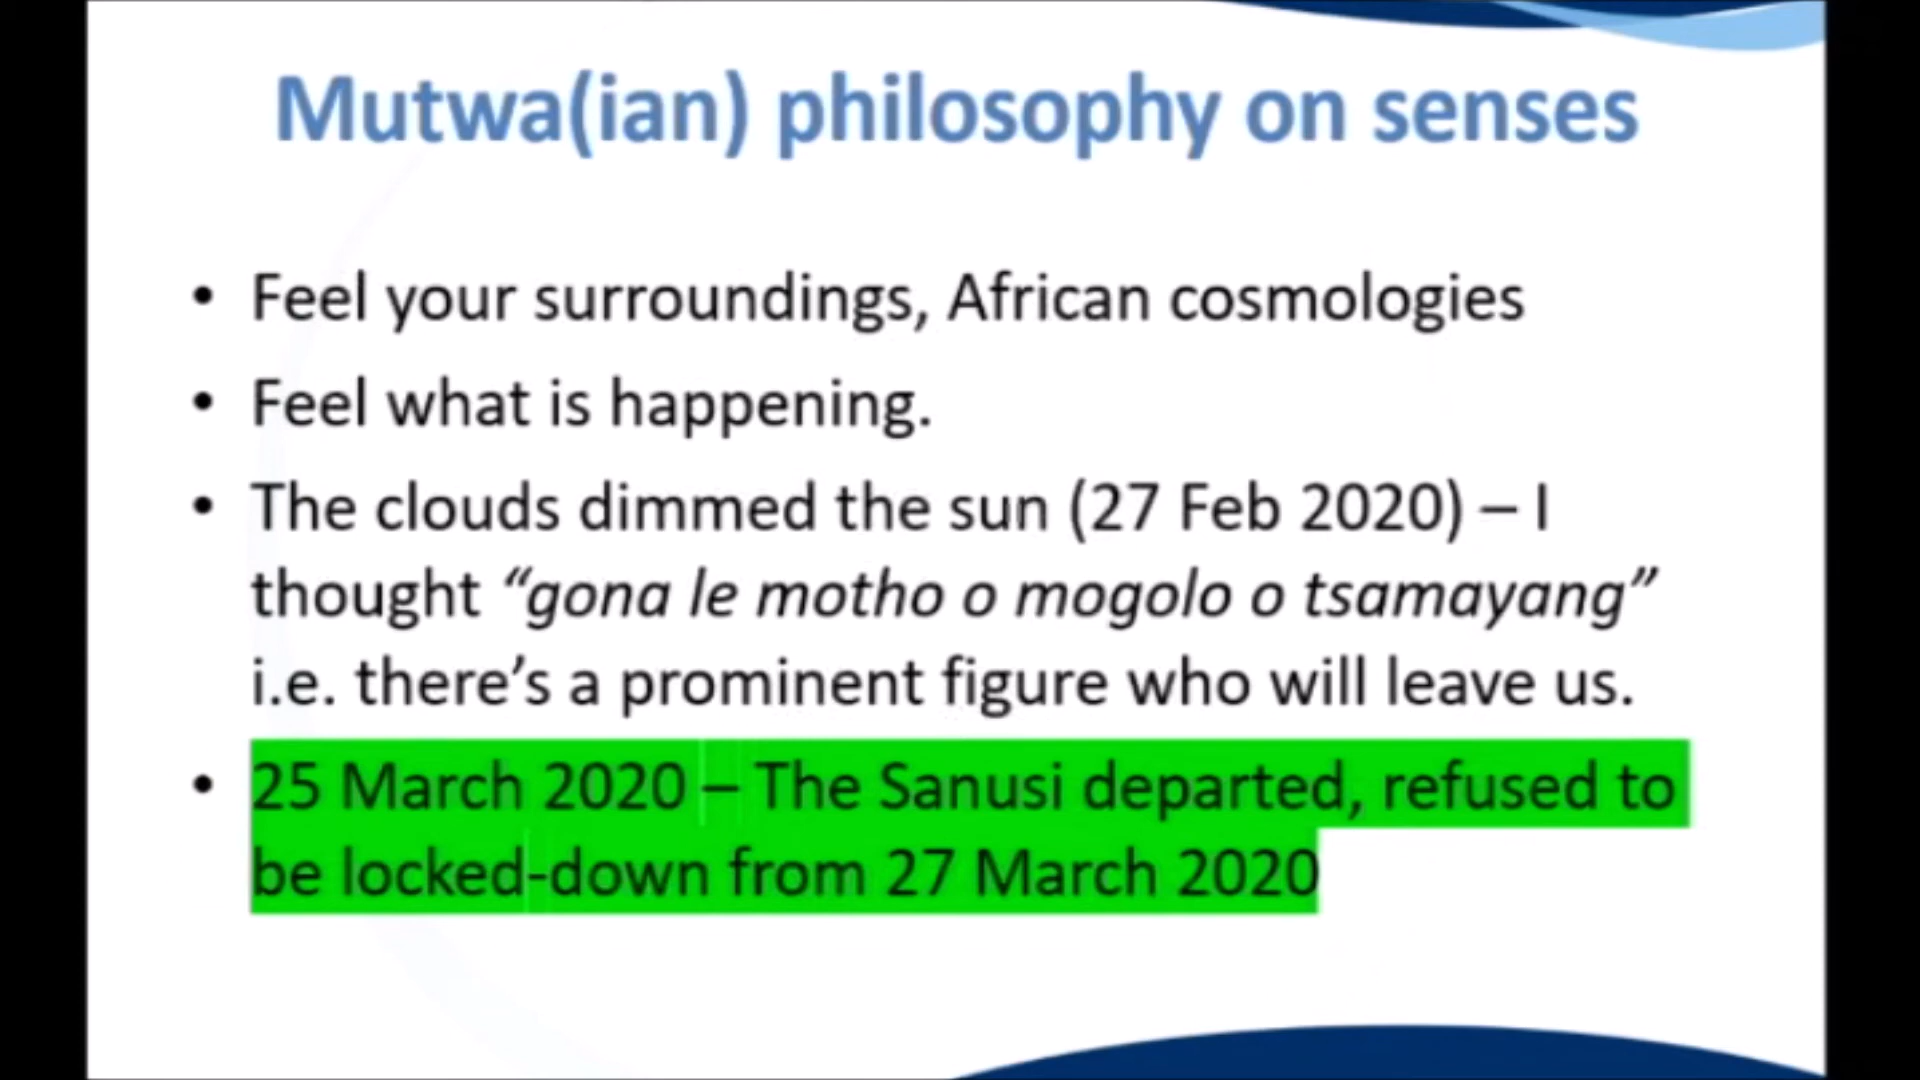 Mutwa(ian) philosophy on senses
• Feel your surroundings, African cosmologies
• Feel what is happening.
• The clouds dimmed the sun (27 Feb 2020) – I
thought “gona le motho o mogolo o tsamayang”
i.e. there’s a prominent figure who will leave us.
• 25 March 2020 – The Sanusi departed, refused to
be locked-down from 27 March 2020